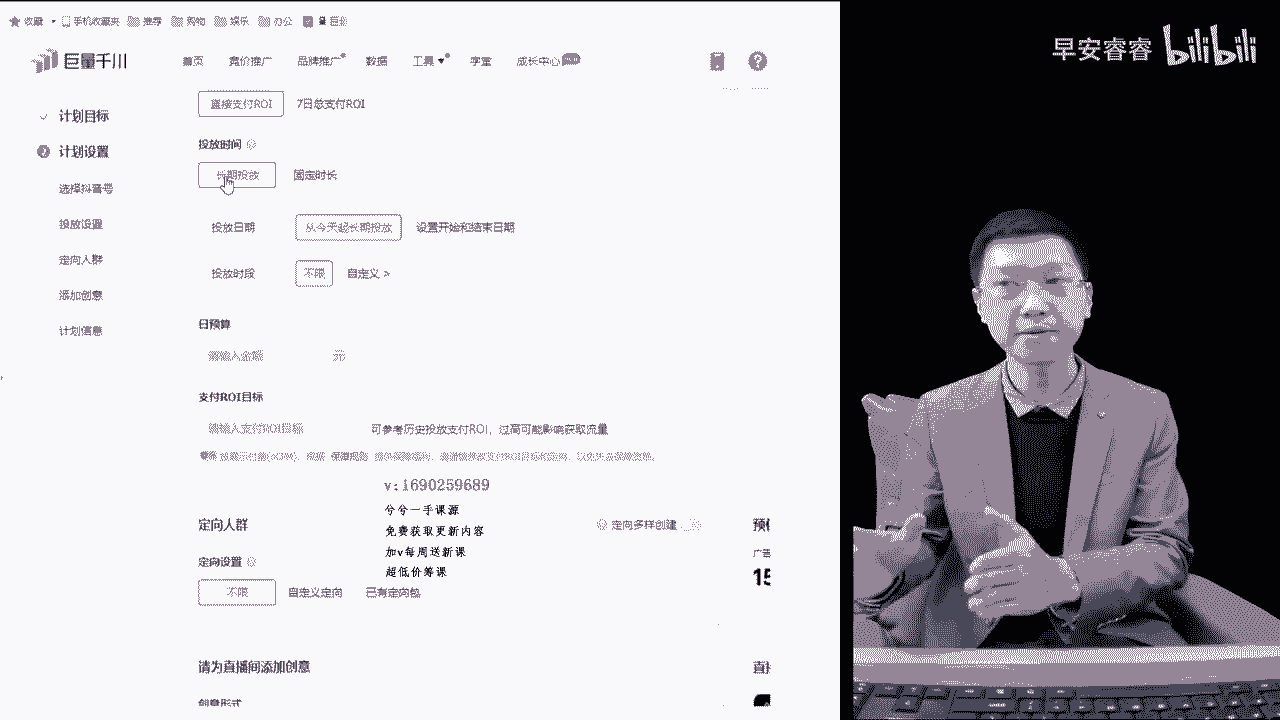 收藏 手机收藏夹 推荐 购物 娱乐 办公
早安睿睿 bilibili
巨量千川 首页 竞价推广 品牌推广 数据 工具 学堂 成长中心
计划目标
计划设置
选择抖音号
投放设置
定向人群
添加创意
计划信息
直接支付ROI 7日总支付ROI
投放时间
长期投放 固定时长
投放日期 从今天起长期投放 设置开始和结束日期
投放时段 不限 自定义 >
日预算
请输入金额 元
支付ROI目标
请输入支付ROI目标 可参考历史投放支付ROI，过高可能影响获取流量
v:1690259689
兮兮一手课源
免费获取更新内容
加v每周送新课
超低价筹课
定向人群 定向多样创建
定向设置
不限 自定义定向 已有定向包
请为直播间添加创意
创意形式
15